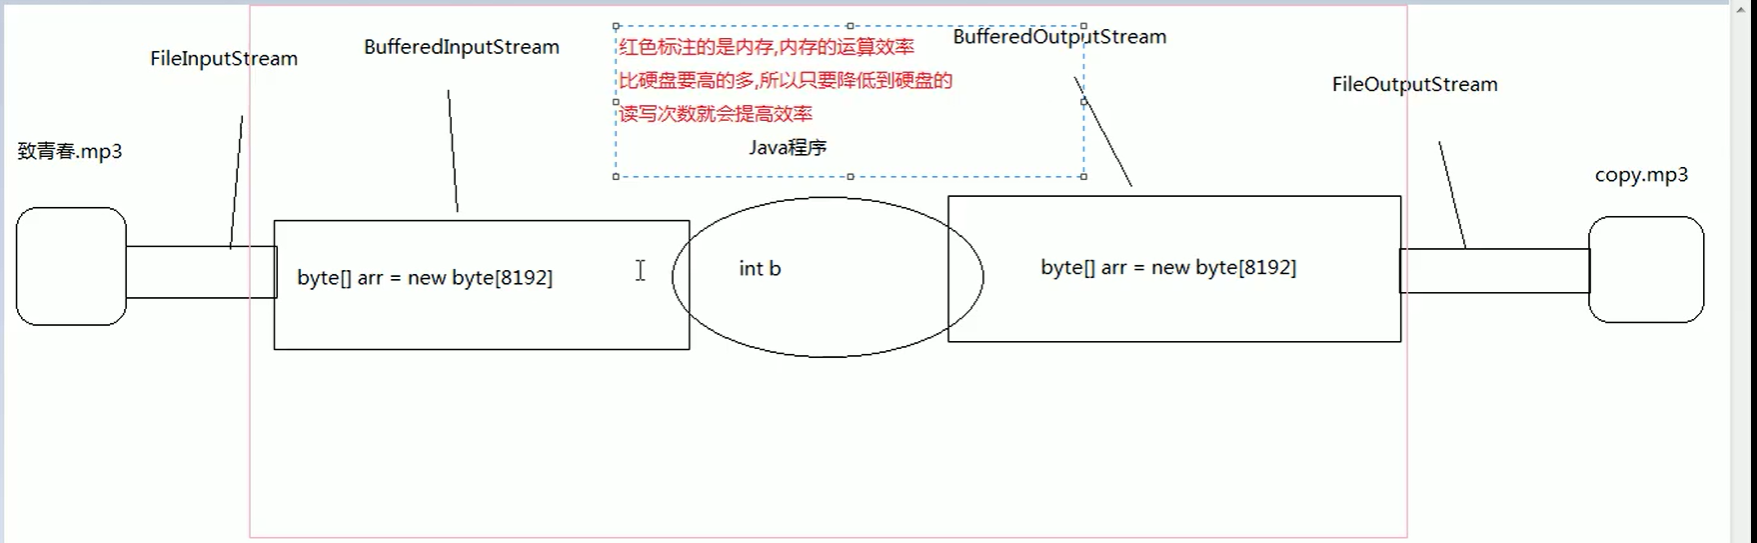 FileInputStream
BufferedInputStream
红色标注的是内存,内存的运算效率
比硬盘要高的多,所以只要降低到硬盘的
读写次数就会提高效率
BufferedOutputStream
FileOutputStream
致青春.mp3
Java程序
copy.mp3
byte[] arr = new byte[8192]
int b
byte[] arr = new byte[8192]